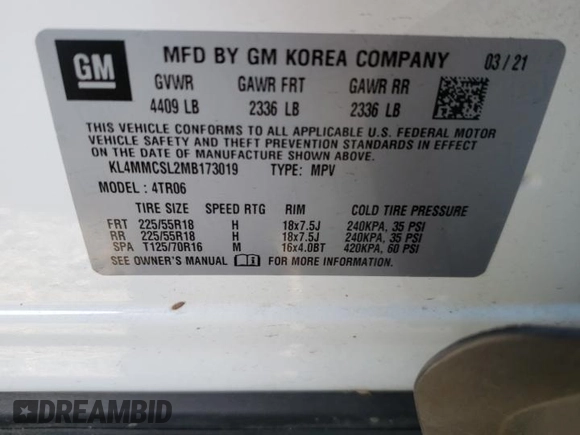 GM
MFD BY GM KOREA COMPANY 03/21
GVWR GAWR FRT GAWR RR
4409 LB 2336 LB 2336 LB
THIS VEHICLE CONFORMS TO ALL APPLICABLE U.S. FEDERAL MOTOR
VEHICLE SAFETY AND THEFT PREVENTION STANDARDS IN EFFECT
ON THE DATE OF MANUFACTURE SHOWN ABOVE.
KL4MMCSL2MB173019 TYPE: MPV
MODEL : 4TR06
TIRE SIZE SPEED RTG RIM COLD TIRE PRESSURE
FRT 225/55R18 H 18x7.5J 240KPA, 35 PSI
RR 225/55R18 H 18x7.5J 240KPA, 35 PSI
SPA T125/70R16 M 16x4.0BT 420KPA, 60 PSI
SEE OWNER'S MANUAL FOR MORE INFORMATION.
DREAMBID